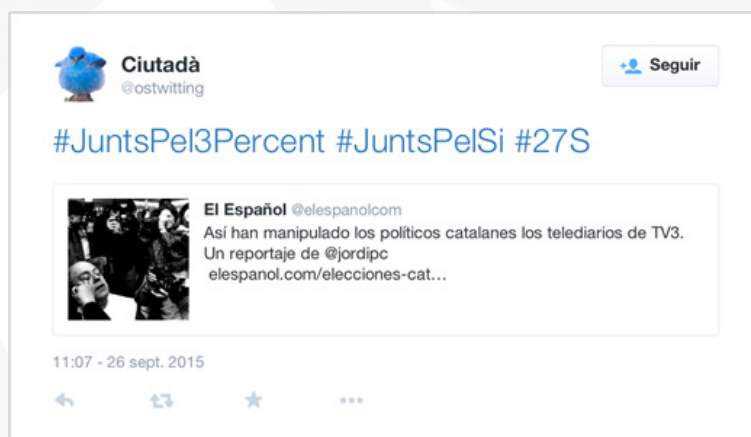 Ciutadà
@ostwitting
Seguir
#JuntsPel3Percent #JuntsPelSi #27S
El Español @elespanolcom
Así han manipulado los políticos catalanes los telediarios de TV3.
Un reportaje de @jordipc
elespanol.com/elecciones-cat…
11:07 - 26 sept. 2015